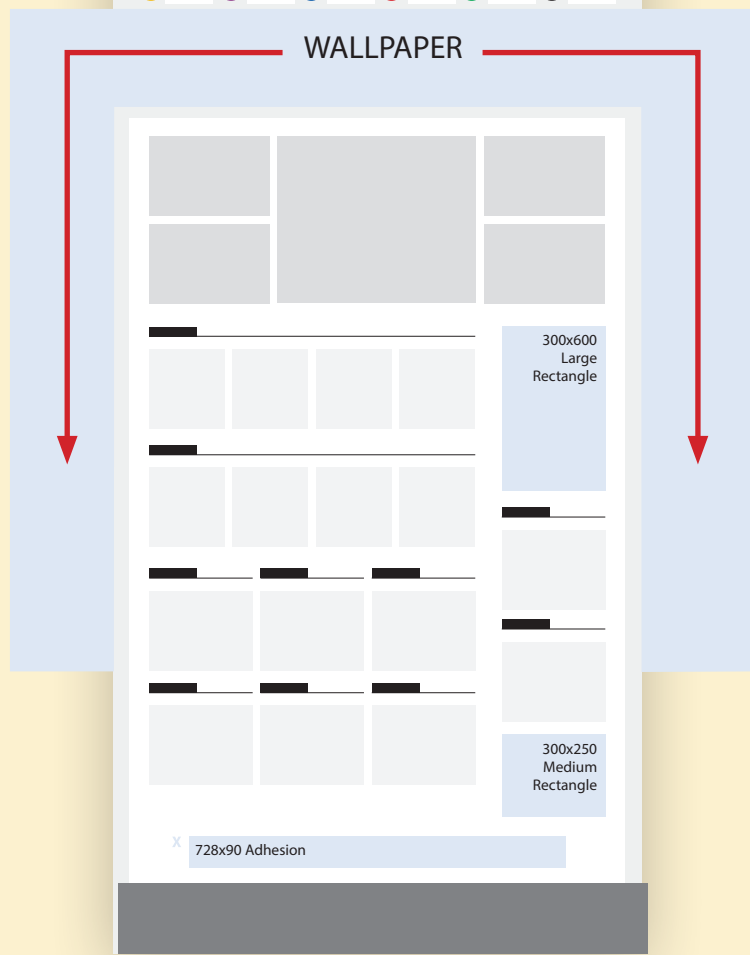 WALLPAPER
300x600
Large
Rectangle
300x250
Medium
Rectangle
X
728x90 Adhesion